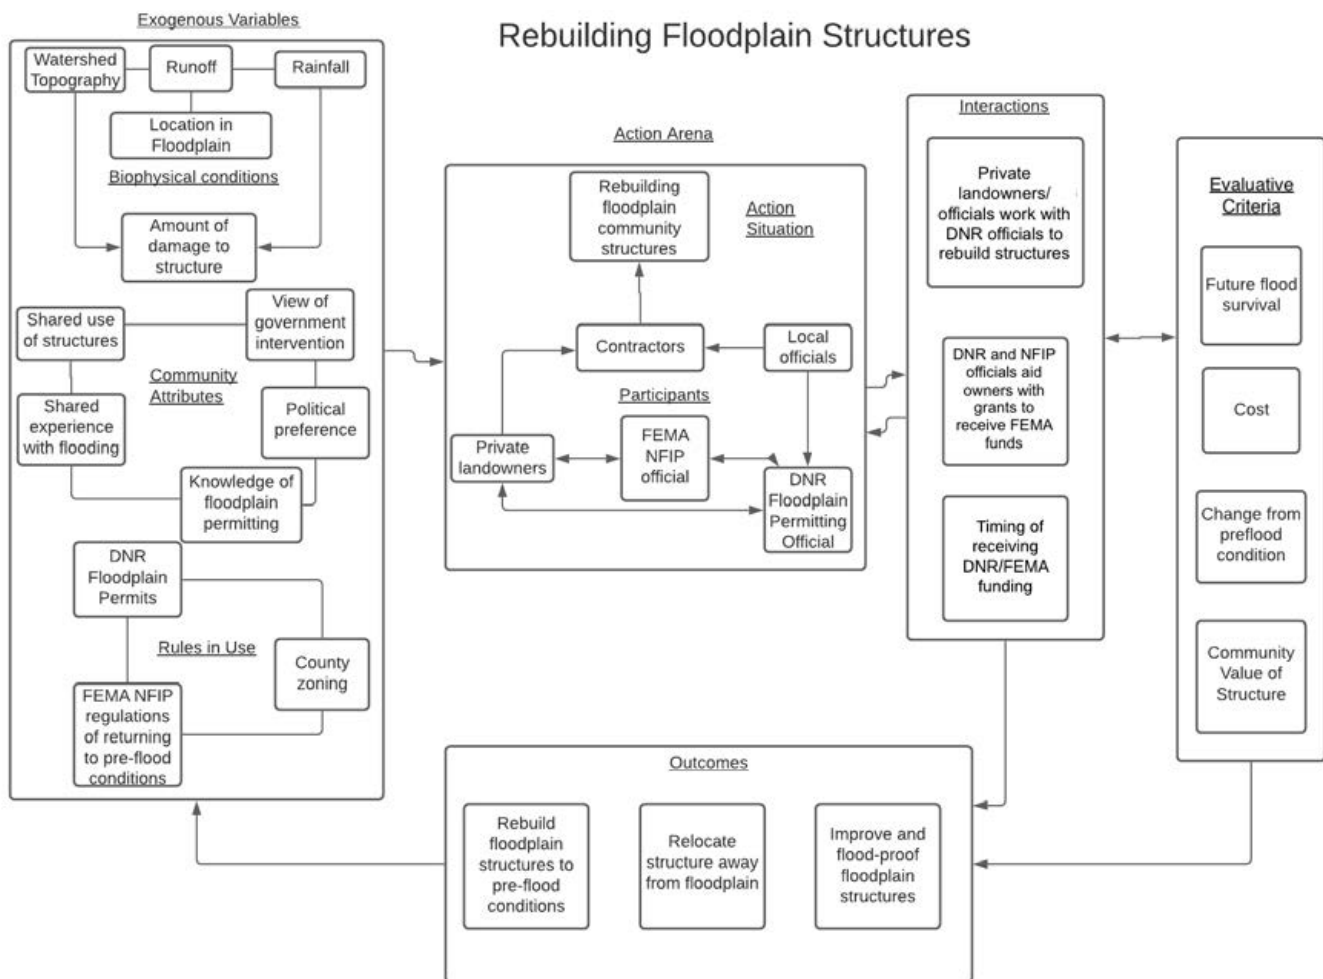 Exogenous Variables
Rebuilding Floodplain Structures
Watershed
Topography
Runoff
Rainfall
Location in
Floodplain
Biophysical conditions
Amount of
damage to
structure
Shared use
of structures
View of
government
intervention
Community
Attributes
Shared
experience
with flooding
Political
preference
Knowledge of
floodplain
permitting
DNR
Floodplain
Permits
Rules in Use
County
zoning
FEMA NFIP
regulations
of returning
to pre-flood
conditions
Action Arena
Rebuilding
floodplain
community
structures
Action
Situation
Contractors
Local
officials
Participants
Private
landowners
FEMA
NFIP
official
DNR
Floodplain
Permitting
Official
Interactions
Private
landowners/
officials work with
DNR officials to
rebuild structures
DNR and NFIP
officials aid
owners with
grants to
receive FEMA
funds
Timing of
receiving
DNR/FEMA
funding
Evaluative
Criteria
Future flood
survival
Cost
Change from
preflood
condition
Community
Value of
Structure
Outcomes
Rebuild
floodplain
structures to
pre-flood
conditions
Relocate
structure away
from floodplain
Improve and
flood-proof
floodplain
structures